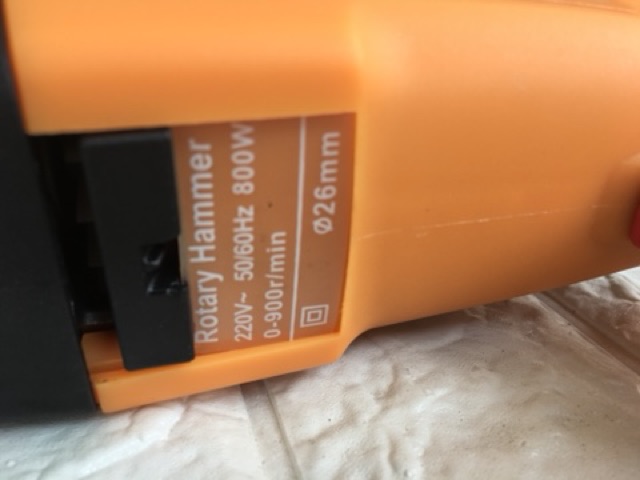 Rotary Hammer
220V~ 50/60Hz 800W
0-900r/min
ø26mm